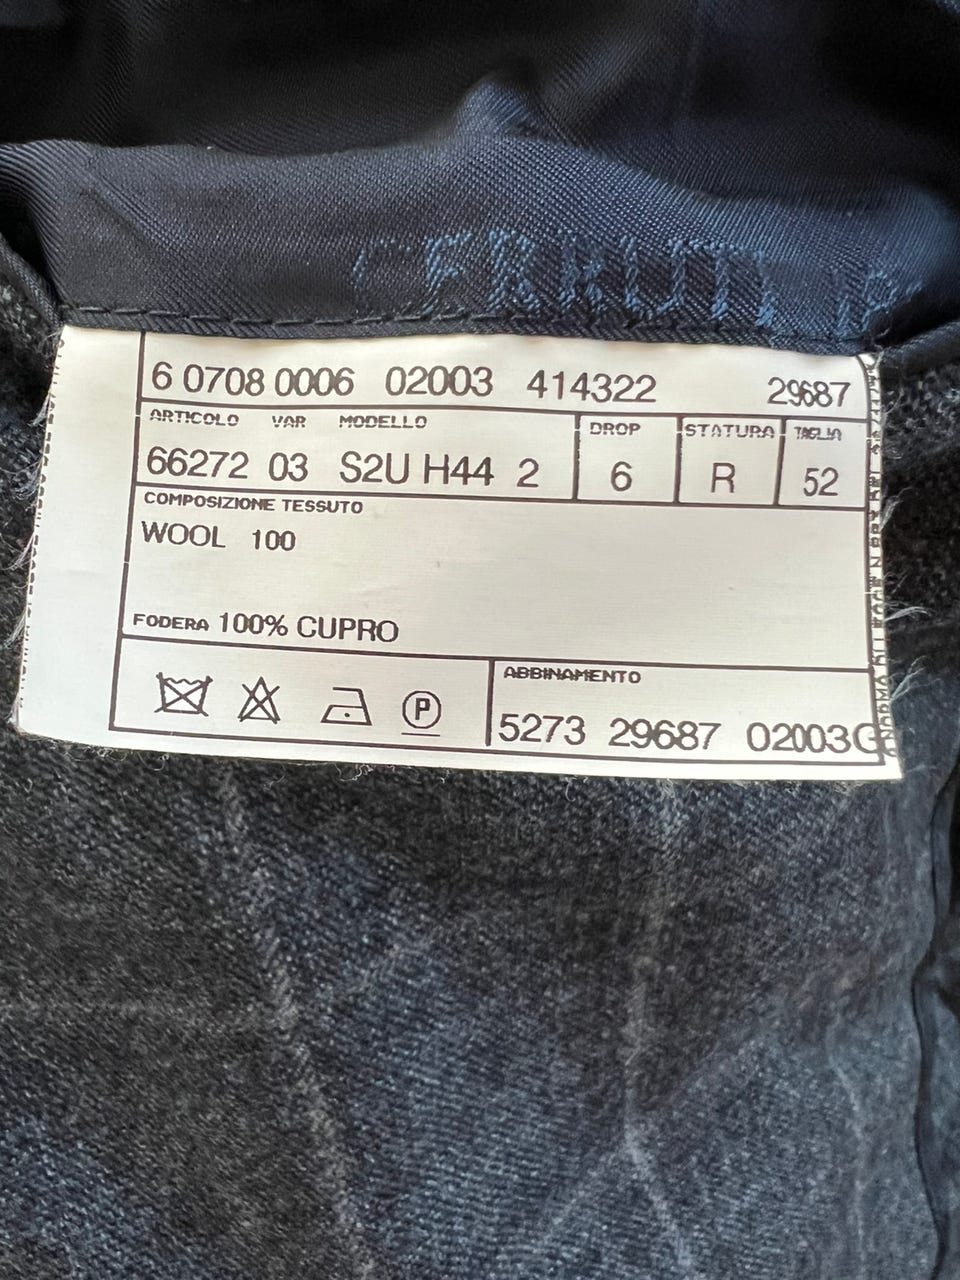 CERRUTI
6 0708 0006 02003 414322 29687
ARTICOLO VAR MODELLO DROP STATURA TAGLIA
66272 03 S2U H44 2 6 R 52
COMPOSIZIONE TESSUTO
WOOL 100
FODERA 100% CUPRO
P
ABBINAMENTO
5273 29687 02003G